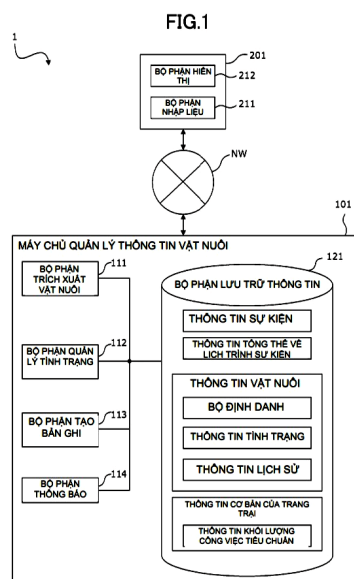 FIG.1
1
201
BỘ PHẬN HIỂN
THỊ
212
BỘ PHẬN
NHẬP LIỆU
211
NW
101
MÁY CHỦ QUẢN LÝ THÔNG TIN VẬT NUÔI
121
BỘ PHẬN
TRÍCH XUẤT
VẬT NUÔI
111
BỘ PHẬN LƯU TRỮ THÔNG TIN
THÔNG TIN SỰ KIỆN
BỘ PHẬN QUẢN
LÝ TÌNH TRẠNG
112
THÔNG TIN TỔNG THỂ VỀ
LỊCH TRÌNH SỰ KIỆN
THÔNG TIN VẬT NUÔI
BỘ ĐỊNH DANH
BỘ PHẬN TẠO
BẢN GHI
113
THÔNG TIN TÌNH TRẠNG
THÔNG TIN LỊCH SỬ
BỘ PHẬN
THÔNG BÁO
114
THÔNG TIN CƠ BẢN CỦA TRANG
TRẠI
THÔNG TIN KHỐI LƯỢNG
CÔNG VIỆC TIÊU CHUẨN